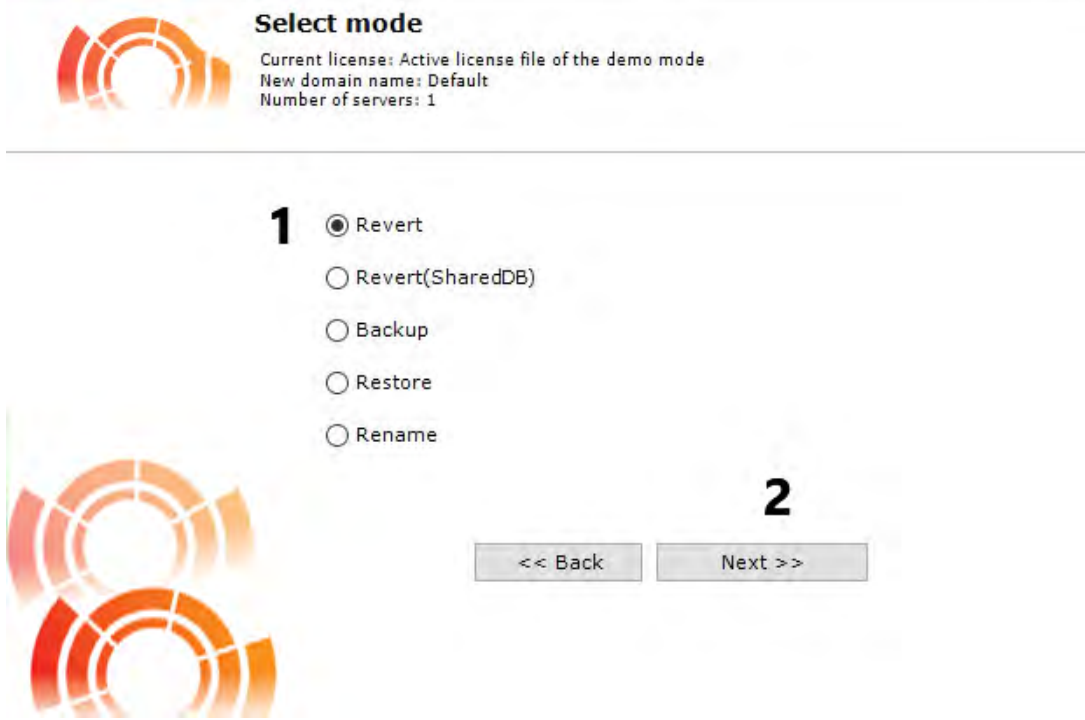 Select mode
Current license: Active license file of the demo mode
New domain name: Default
Number of servers: 1
1
Revert
Revert(SharedDB)
Backup
Restore
Rename
2
<< Back
Next >>